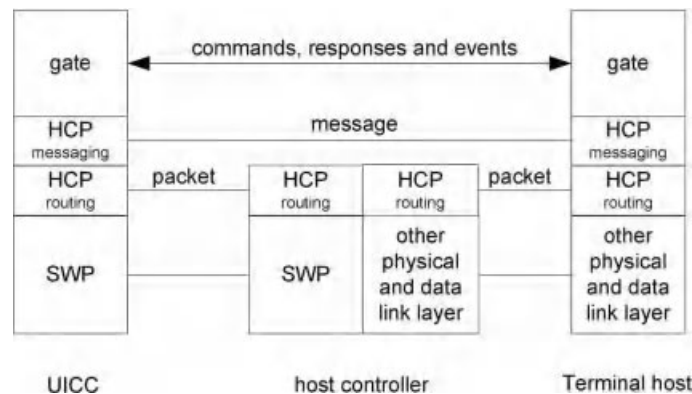 gate
commands, responses and events
gate
HCP
messaging
message
HCP
messaging
HCP
routing
packet
HCP
routing
HCP
routing
packet
HCP
routing
SWP
SWP
other
physical
and data
link layer
other
physical
and data
link layer
UICC
host controller
Terminal host